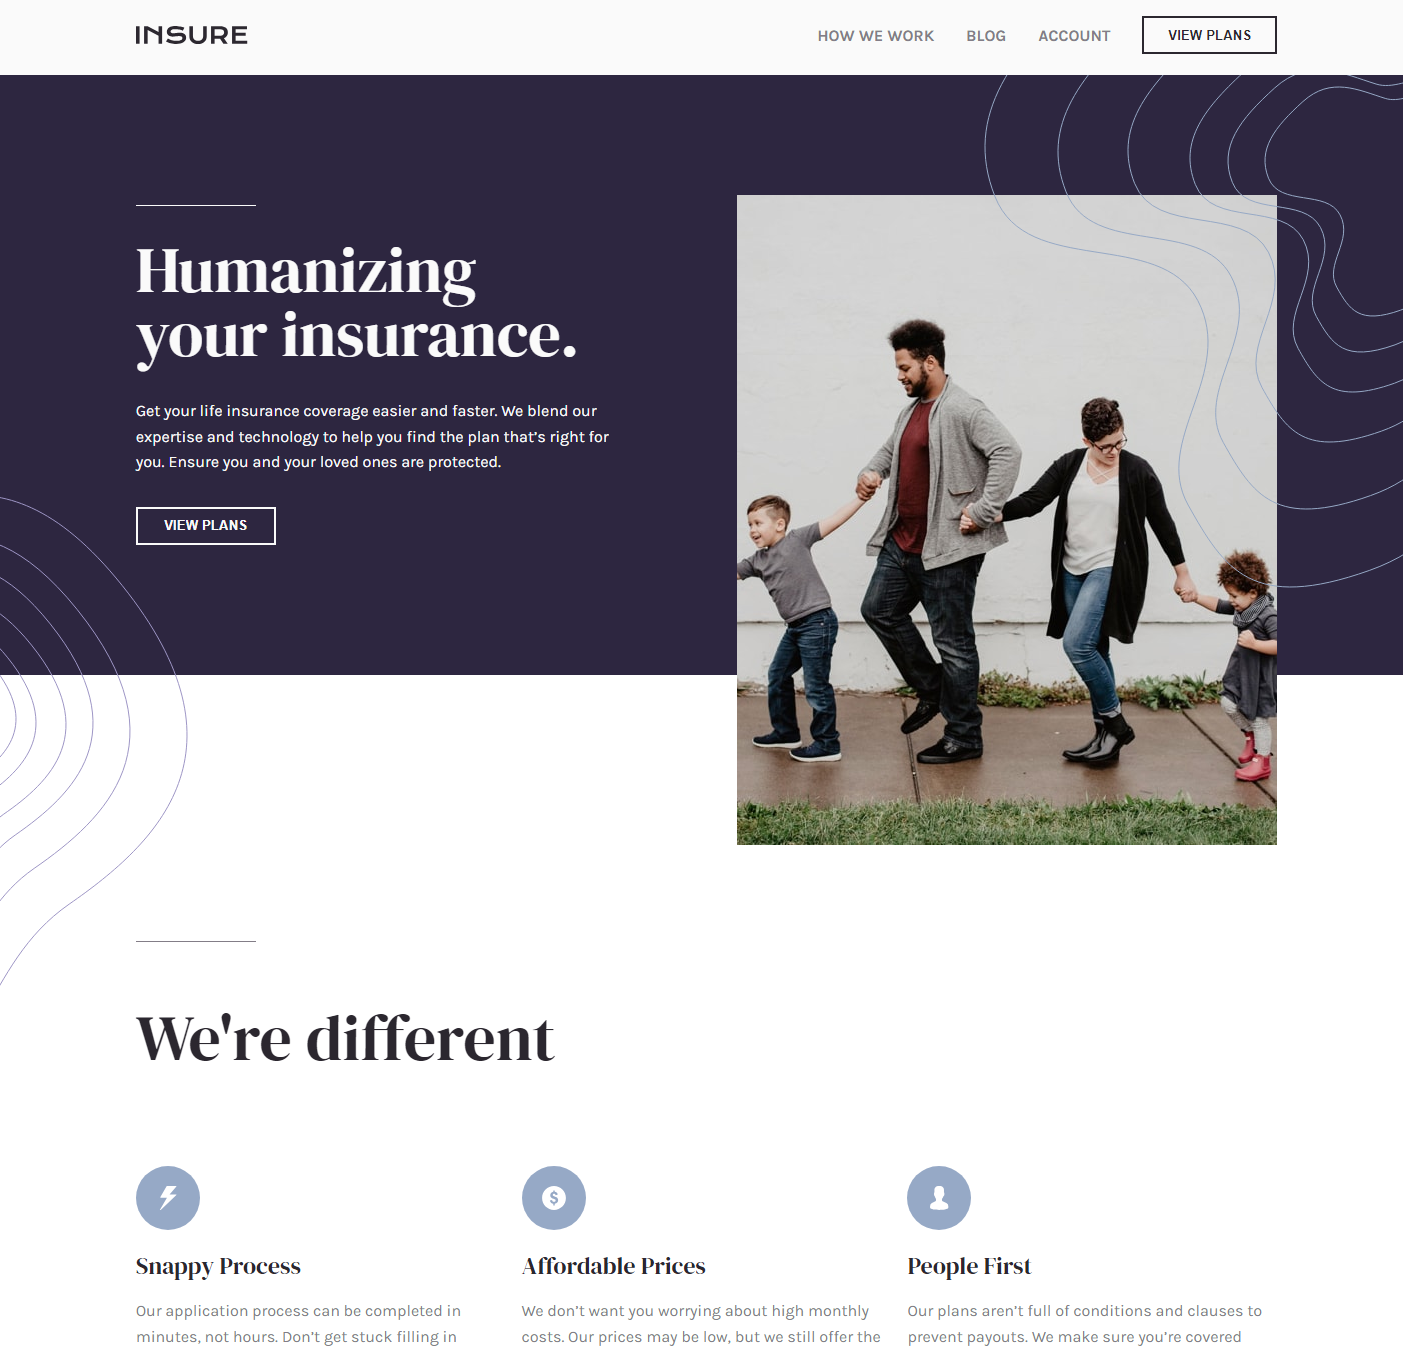 INSURE
HOW WE WORK
BLOG
ACCOUNT
VIEW PLANS
Humanizing
your insurance.
Get your life insurance coverage easier and faster. We blend our
expertise and technology to help you find the plan that’s right for
you. Ensure you and your loved ones are protected.
VIEW PLANS
We're different
Snappy Process
Our application process can be completed in
minutes, not hours. Don’t get stuck filling in
Affordable Prices
We don’t want you worrying about high monthly
costs. Our prices may be low, but we still offer the
People First
Our plans aren’t full of conditions and clauses to
prevent payouts. We make sure you’re covered